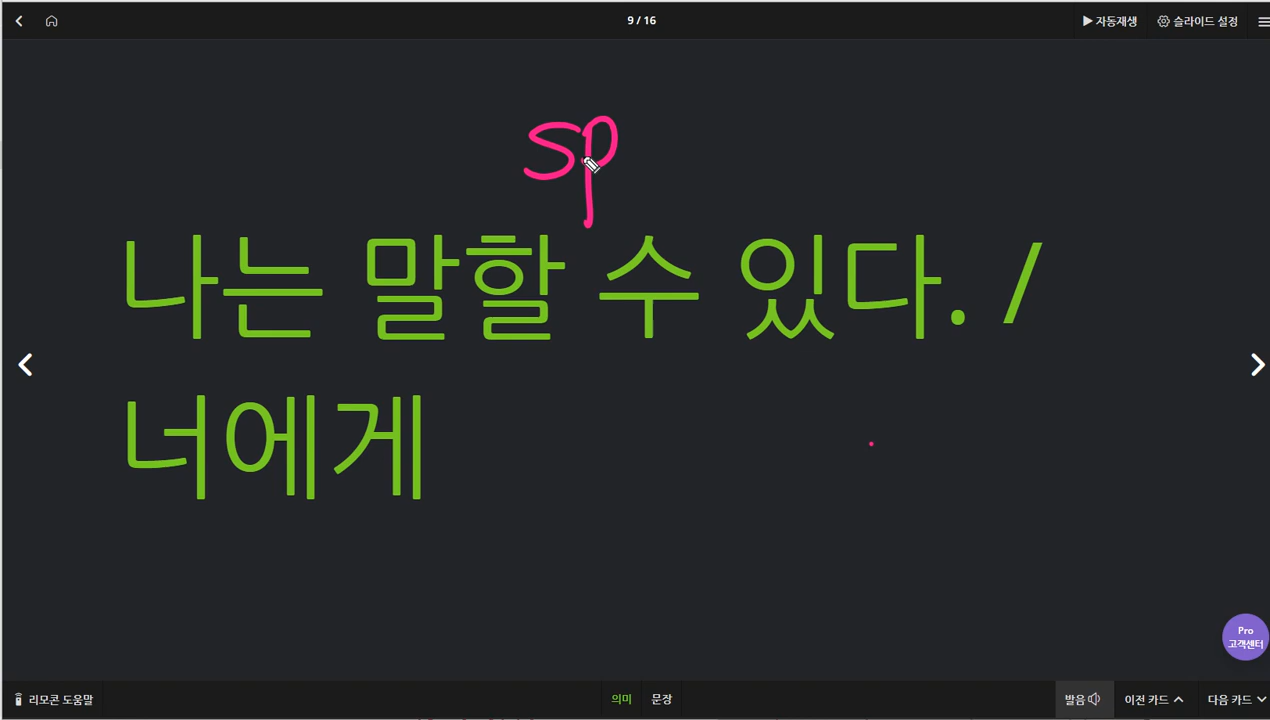 9 / 16
자동재생
슬라이드 설정
sp
나는 말할 수 있다. /
너에게
Pro
고객센터
리모콘 도움말
의미
문장
발음
이전 카드
다음 카드